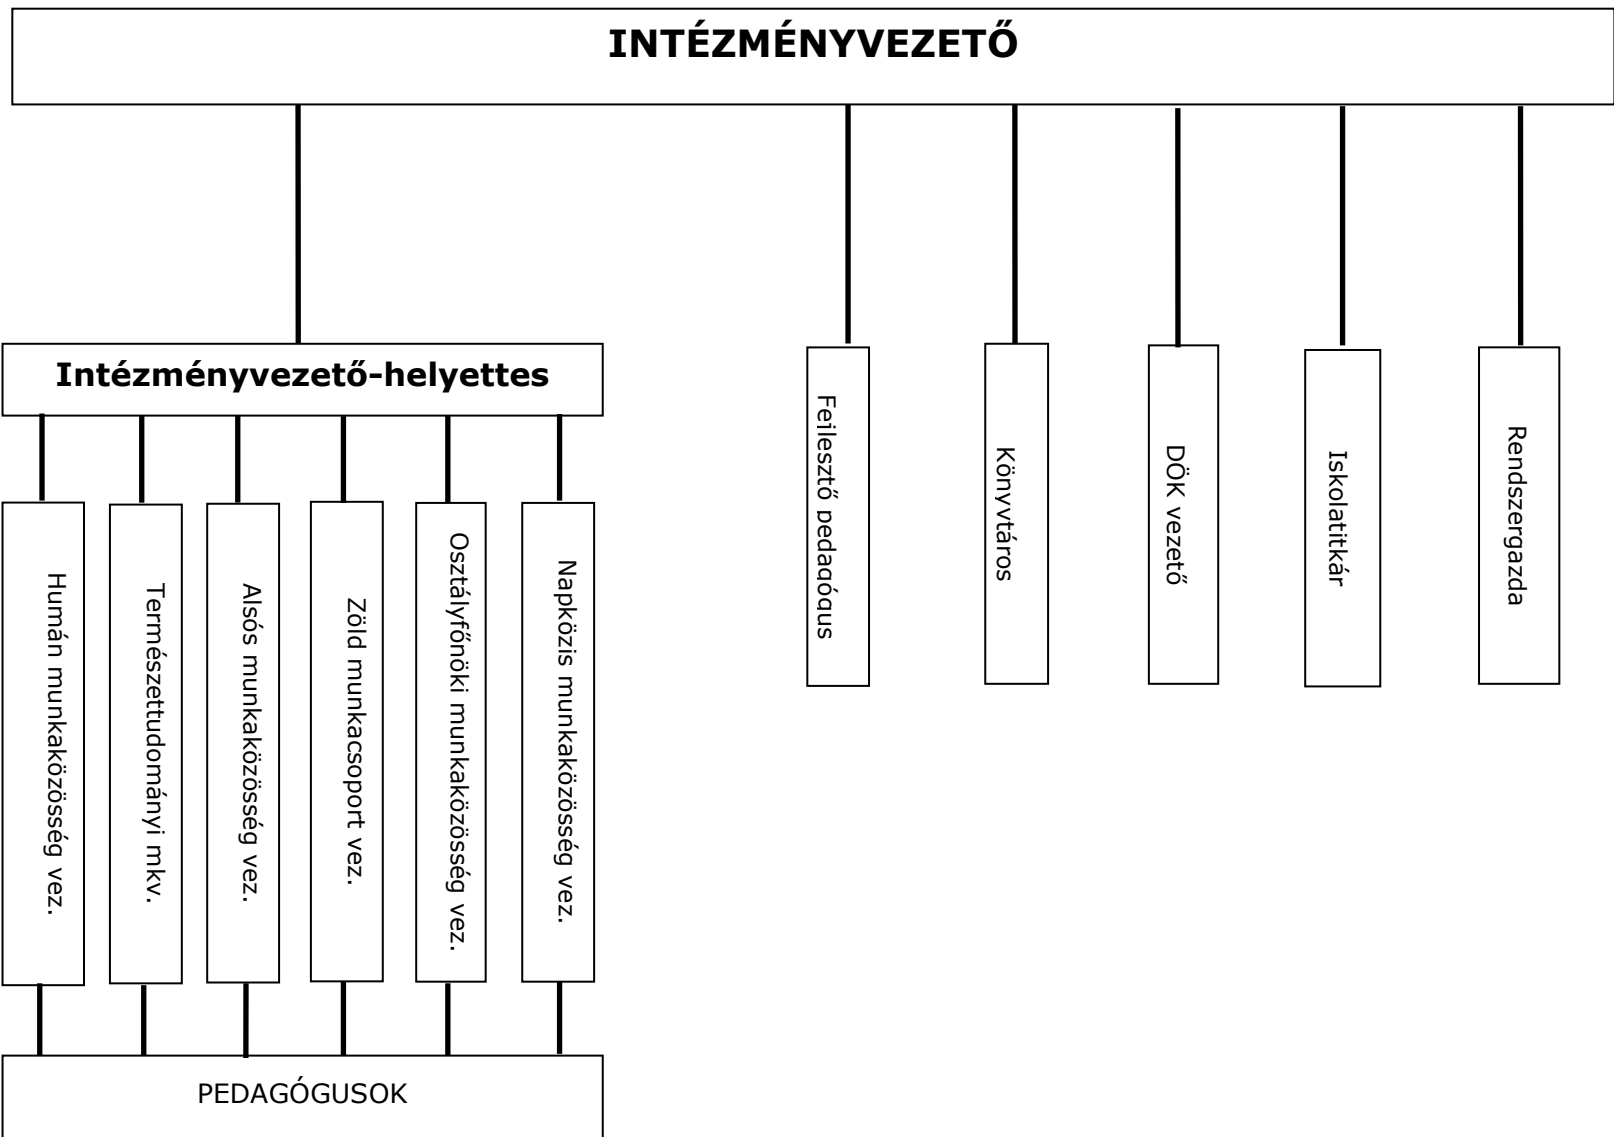 INTÉZMÉNYVEZETŐ
Intézményvezető-helyettes
Humán munkaközösség vez.
Természettudományi mkv.
Alsós munkaközösség vez.
Zöld munkacsoport vez.
Osztályfőnöki munkaközösség vez.
Napközis munkaközösség vez.
Fejlesztő pedagógus
Könyvtáros
DÖK vezető
Iskolatitkár
Rendszergazda
PEDAGÓGUSOK